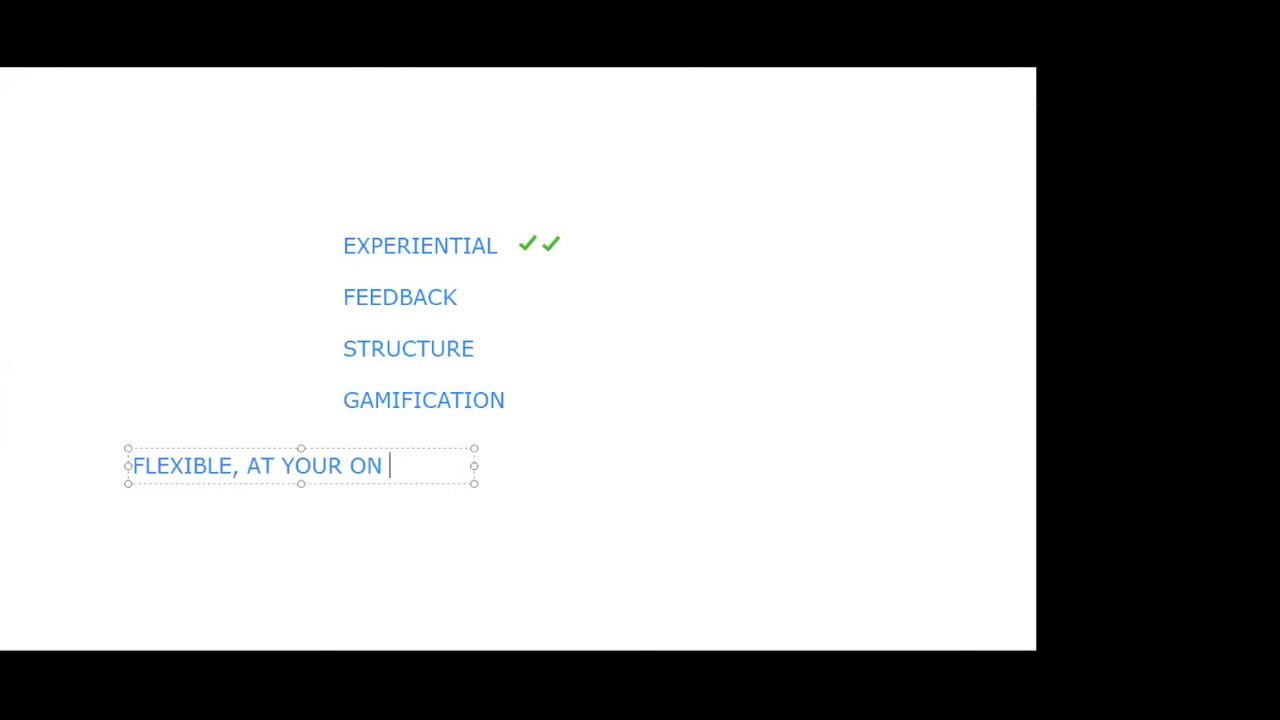 EXPERIENTIAL
FEEDBACK
STRUCTURE
GAMIFICATION
FLEXIBLE, AT YOUR ON